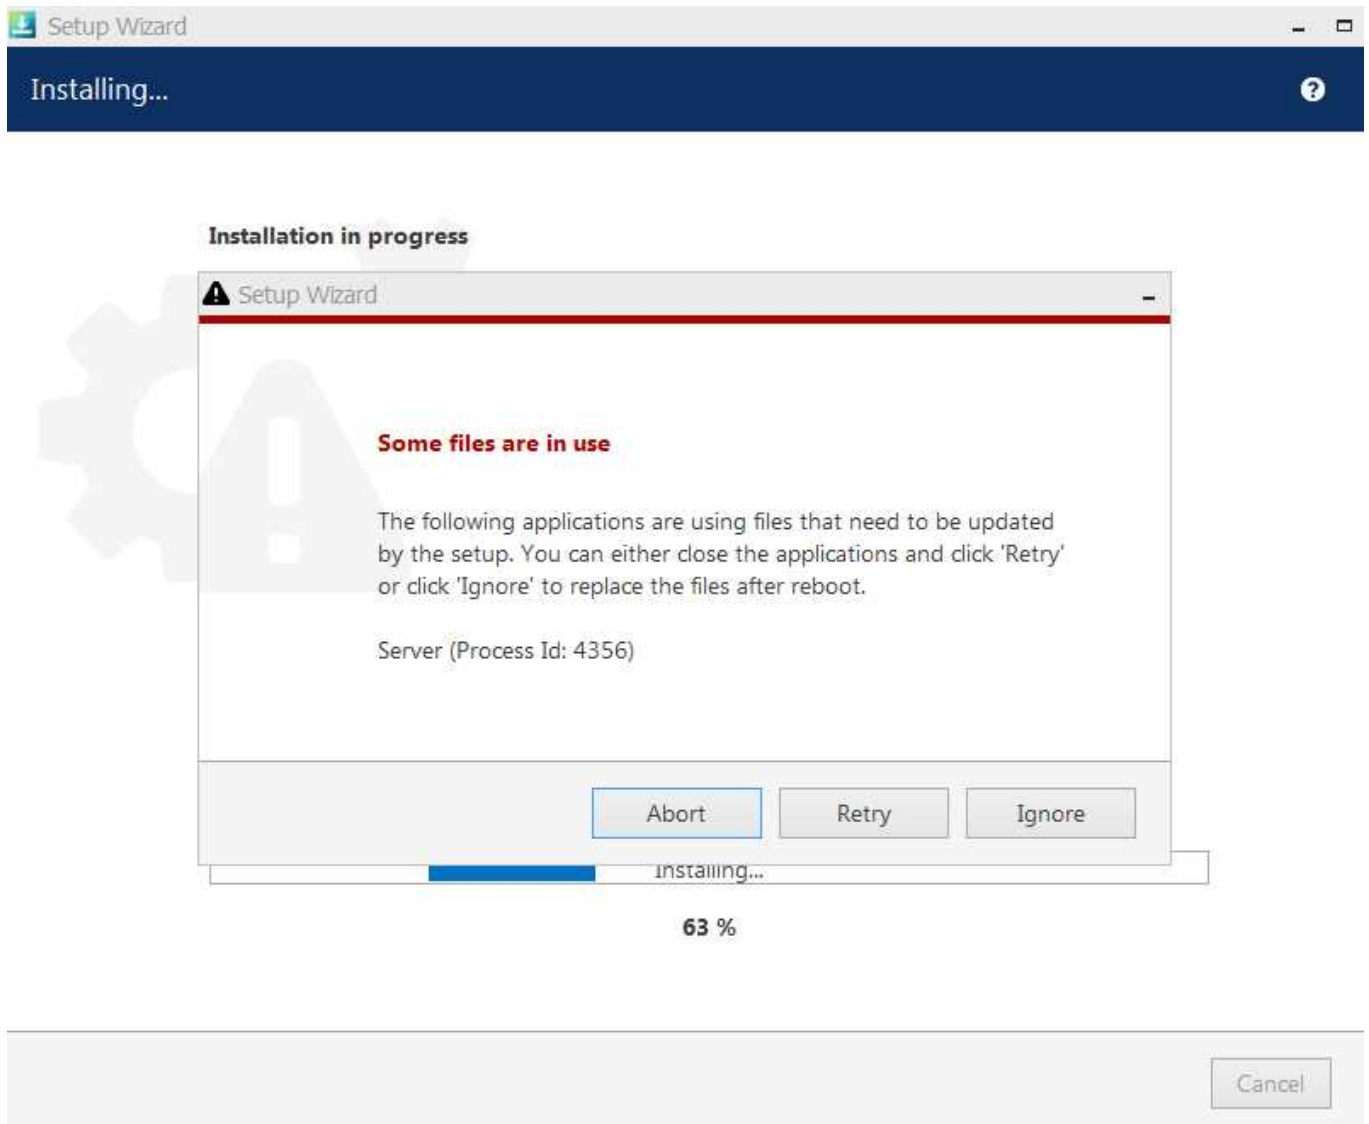 Setup Wizard
Installing...
Installation in progress
Setup Wizard
Some files are in use
The following applications are using files that need to be updated
by the setup. You can either close the applications and click 'Retry'
or click 'Ignore' to replace the files after reboot.
Server (Process Id: 4356)
Abort Retry Ignore
Installing...
63 %
Cancel